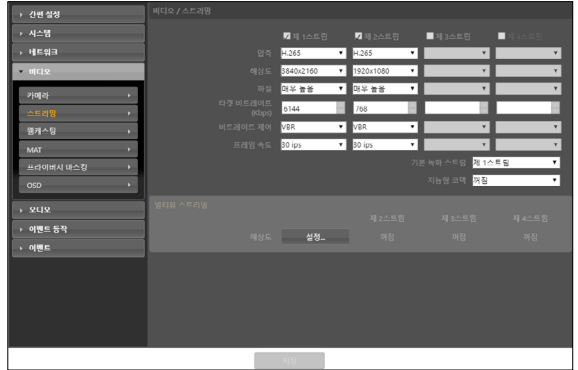 간편 설정
시스템
네트워크
비디오
카메라
스트리밍
웹캐스팅
MAT
프라이버시 마스킹
OSD
오디오
이벤트 동작
이벤트
비디오 / 스트리밍
제 1스트림 제 2스트림 제 3스트림 제 4스트림
압축 H.265 H.265
해상도 3840x2160 1920x1080
화질 매우 높음 매우 높음
타겟 비트레이트
(Kbps) 6144 768
비트레이트 제어 VBR VBR
프레임 속도 30 ips 30 ips
기본 녹화 스트림 제 1스트림
지능형 코덱 꺼짐
멀티뷰 스트리밍
제 2스트림 제 3스트림 제 4스트림
해상도 설정... 꺼짐 꺼짐 꺼짐
저장